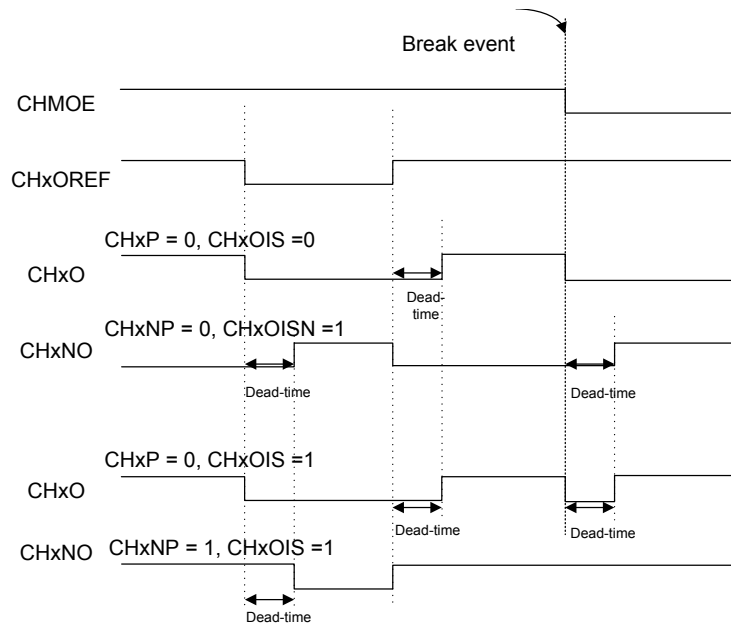 Break event
CHMOE
CHxOREF
CHxP = 0, CHxOIS =0
CHxO
Dead-
time
CHxNP = 0, CHxOISN =1
CHxNO
Dead-time
Dead-time
CHxP = 0, CHxOIS =1
CHxO
Dead-time
Dead-time
CHxNO
CHxNP = 1, CHxOIS =1
Dead-time